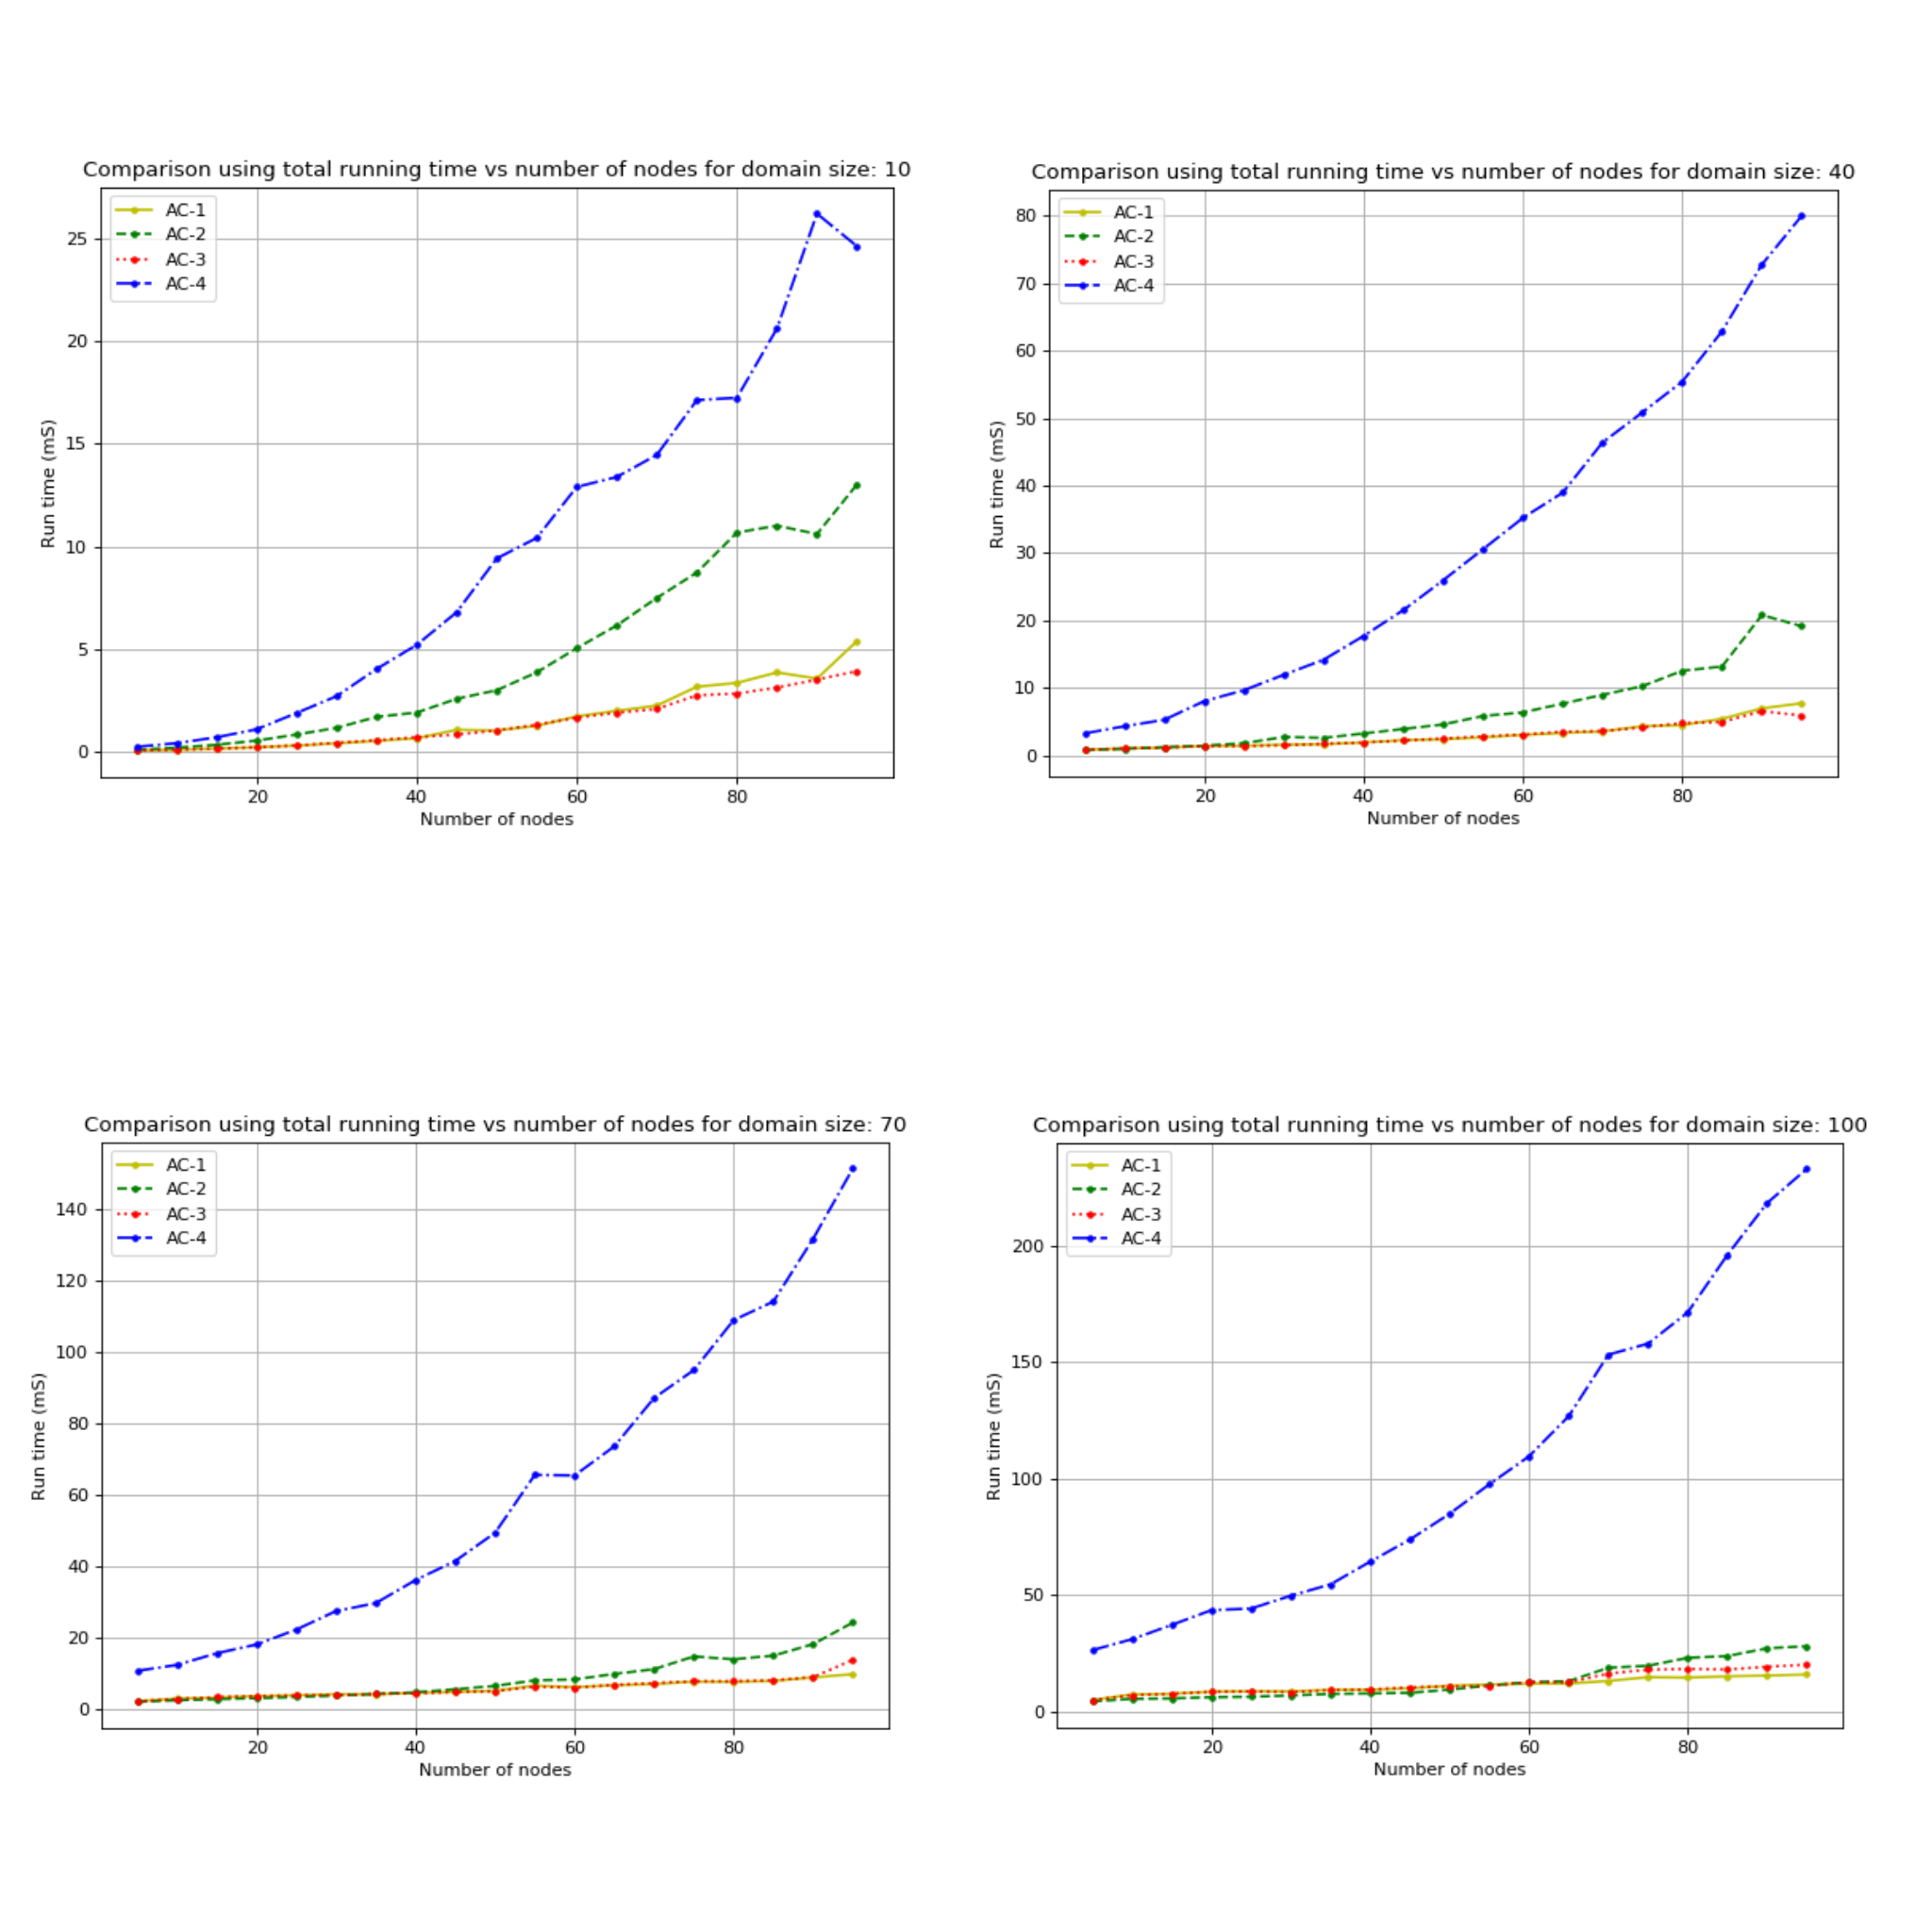 Comparison using total running time vs number of nodes for domain size: 10
AC-1
AC-2
AC-3
AC-4
25
20
15
10
5
0
Run time (mS)
20 40 60 80
Number of nodes
Comparison using total running time vs number of nodes for domain size: 40
AC-1
AC-2
AC-3
AC-4
80
70
60
50
40
30
20
10
0
Run time (mS)
20 40 60 80
Number of nodes
Comparison using total running time vs number of nodes for domain size: 70
AC-1
AC-2
AC-3
AC-4
140
120
100
80
60
40
20
0
Run time (mS)
20 40 60 80
Number of nodes
Comparison using total running time vs number of nodes for domain size: 100
AC-1
AC-2
AC-3
AC-4
200
150
100
50
0
Run time (mS)
20 40 60 80
Number of nodes